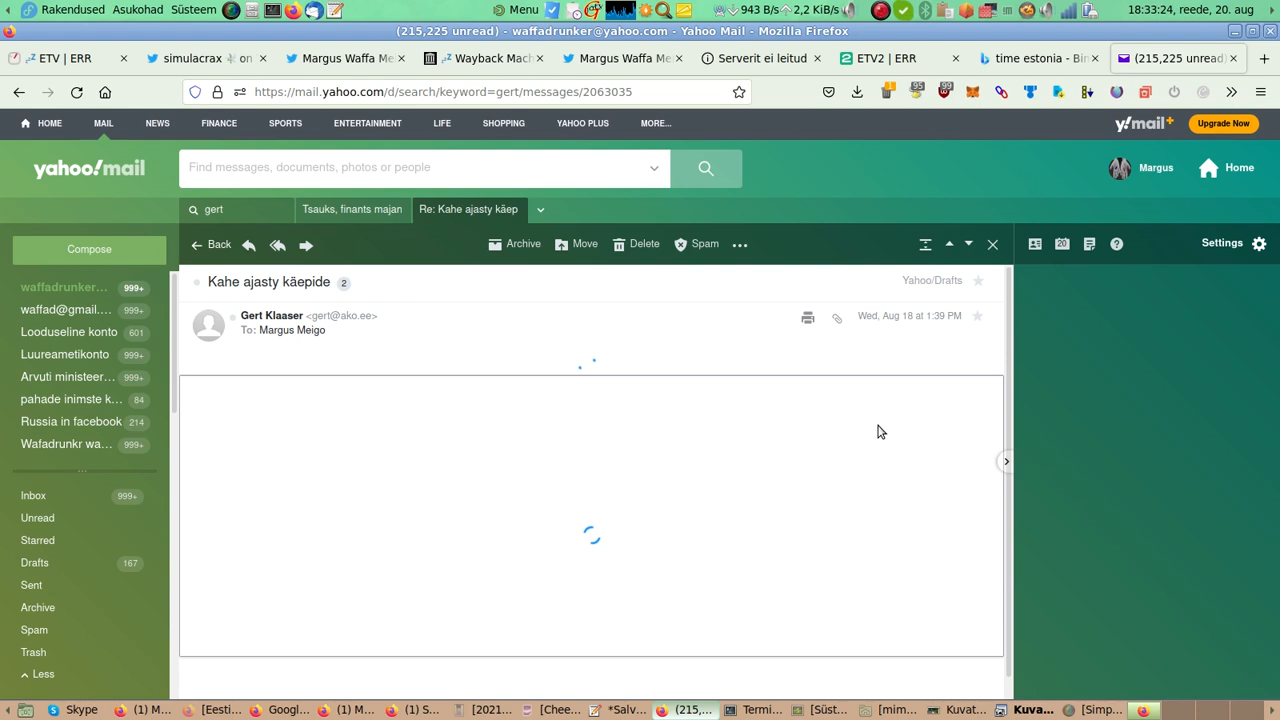 Rakendused Asukohad Süsteem
Menu
943 B/s 2,2 KiB/s
18:33:24, reede, 20. aug
(215,225 unread) - waffadrunker@yahoo.com - Yahoo Mail - Mozilla Firefox
ETV | ERR
simulacrax
on
Margus Waffa Me
Wayback Mach
Margus Waffa Me
Serverit ei leitud
ETV2 | ERR
time estonia - Bin
(215,225 unread)
https://mail.yahoo.com/d/search/keyword=gert/messages/2063035
95
99
HOME
MAIL
NEWS
FINANCE
SPORTS
ENTERTAINMENT
LIFE
SHOPPING
YAHOO PLUS
MORE...
y!mail+
Upgrade Now
yahoo!mail
Find messages, documents, photos or people
Margus
Home
gert
Tsauks, finants majan
Re: Kahe ajasty käep
Compose
Back
Archive
Move
Delete
Spam
20
Settings
waffadrunker... 999+
waffad@gmail.... 999+
Looduseline konto 601
Luureametikonto 999+
Arvuti ministeer... 999+
pahade inimste k... 84
Russia in facebook 214
Wafadrunkr wa... 999+
Kahe ajasty käepide 2
Yahoo/Drafts
Gert Klaaser <gert@ako.ee>
Wed, Aug 18 at 1:39 PM
To: Margus Meigo
Inbox 999+
Unread
Starred
Drafts 167
Sent
Archive
Spam
Trash
Less
Skype
(1) M...
[Eesti...
Googl...
(1) M...
(1) S...
[2021...
[Chee...
*Salv...
(215,...
Termi...
[Süst...
[mim...
Kuvat...
Kuva...
[Simp...